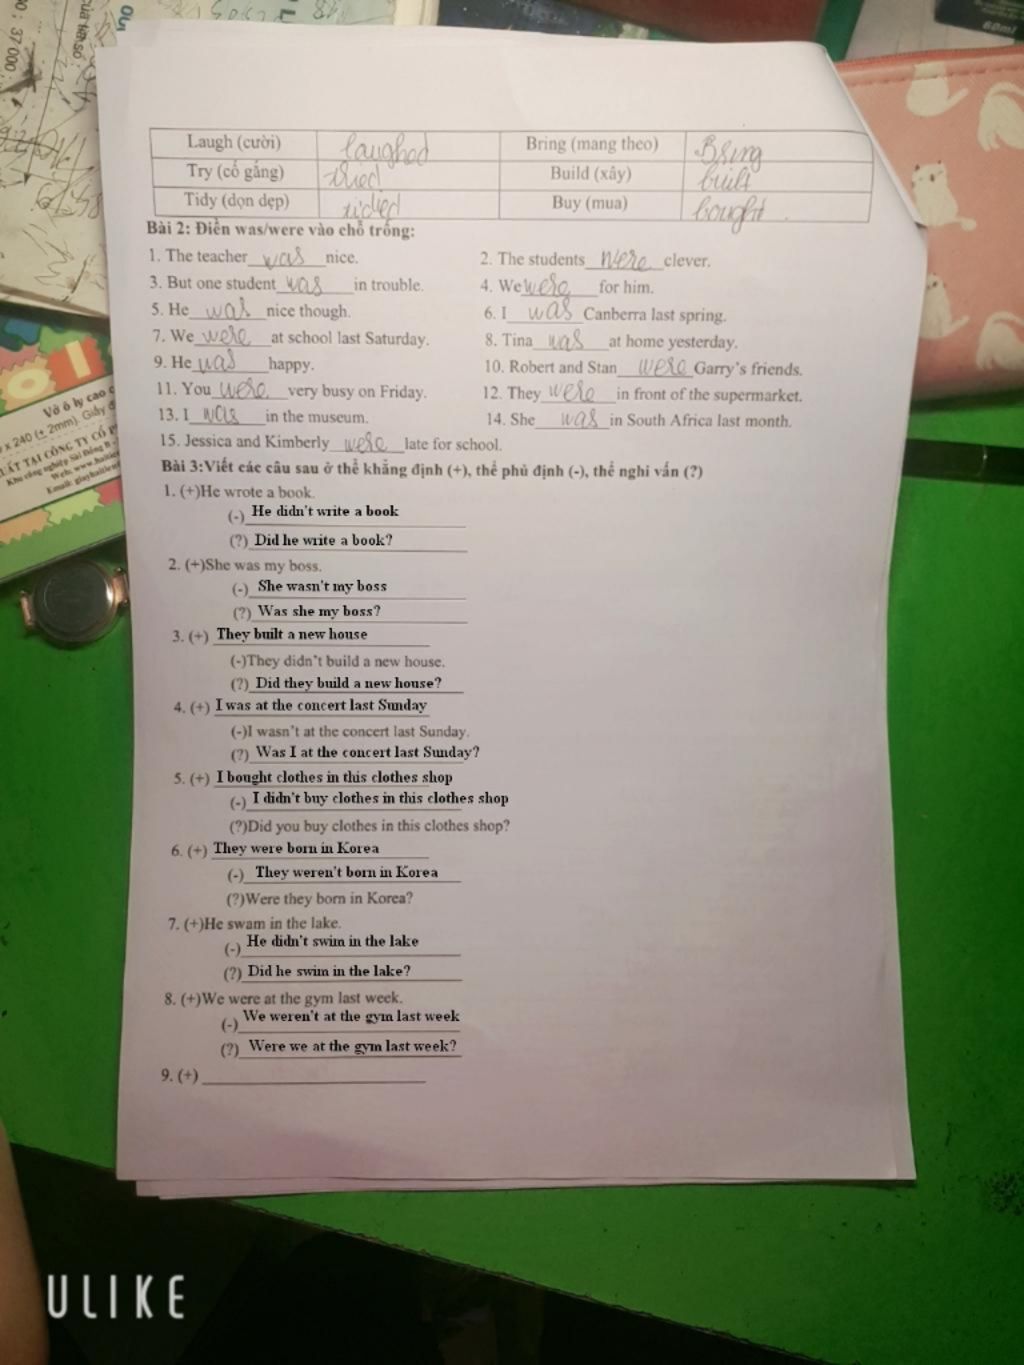 37 000
Vở ô ly cao
x 240 (± 2mm). Giấy
Laugh (cười) laughed Bring (mang theo) Bring
Try (cố gắng) tried Build (xây) built
Tidy (dọn dẹp) tidied Buy (mua) bought
Bài 2: Điền was/were vào chỗ trống:
1. The teacher was nice. 2. The students were clever.
3. But one student was in trouble. 4. We were for him.
5. He was nice though. 6. I was Canberra last spring.
7. We were at school last Saturday. 8. Tina was at home yesterday.
9. He was happy. 10. Robert and Stan were Garry's friends.
11. You were very busy on Friday. 12. They were in front of the supermarket.
13. I was in the museum. 14. She was in South Africa last month.
15. Jessica and Kimberly were late for school.
Bài 3:Viết các câu sau ở thể khẳng định (+), thể phủ định (-), thể nghi vấn (?)
1. (+)He wrote a book.
(-) He didn't write a book
(?) Did he write a book?
2. (+)She was my boss.
(-) She wasn't my boss
(?) Was she my boss?
3. (+) They built a new house
(-)They didn't build a new house.
(?) Did they build a new house?
4. (+) I was at the concert last Sunday
(-)I wasn't at the concert last Sunday.
(?) Was I at the concert last Sunday?
5. (+) I bought clothes in this clothes shop
(-) I didn't buy clothes in this clothes shop
(?)Did you buy clothes in this clothes shop?
6. (+) They were born in Korea
(-) They weren't born in Korea
(?)Were they born in Korea?
7. (+)He swam in the lake.
(-) He didn't swim in the lake
(?) Did he swim in the lake?
8. (+)We were at the gym last week.
(-) We weren't at the gym last week
(?) Were we at the gym last week?
9. (+)
ULIKE